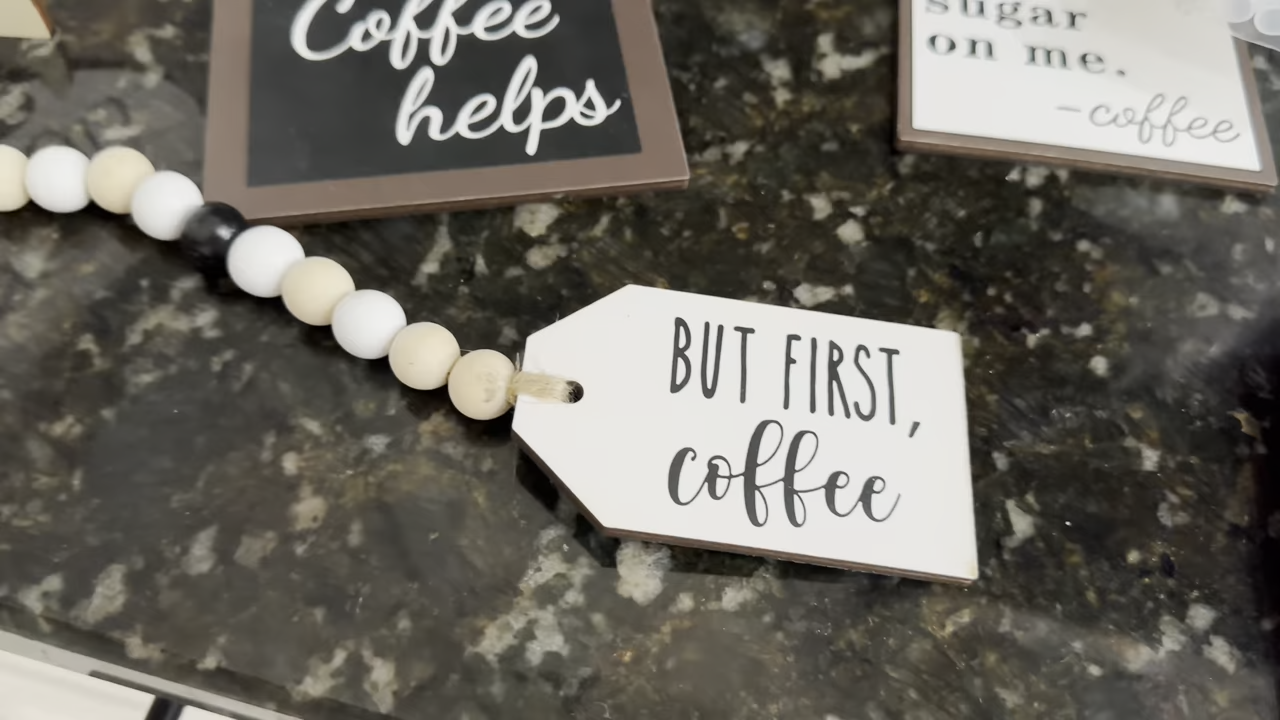 Coffee
helps
sugar
on me.
-coffee
BUT FIRST,
coffee